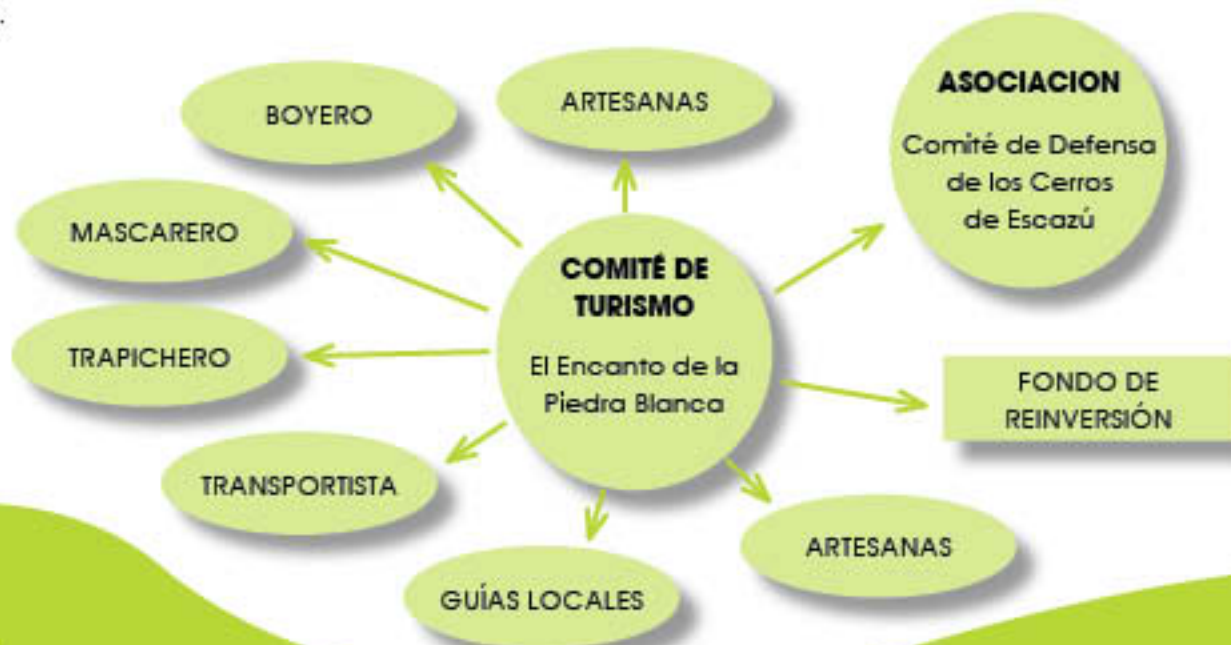 BOYERO
ARTESANAS
ASOCIACION
Comité de Defensa
de los Cerros
de Escazú
MASCARERO
COMITÉ DE
TURISMO
El Encanto de la
Piedra Blanca
TRAPICHERO
FONDO DE
REINVERSIÓN
TRANSPORTISTA
ARTESANAS
GUÍAS LOCALES